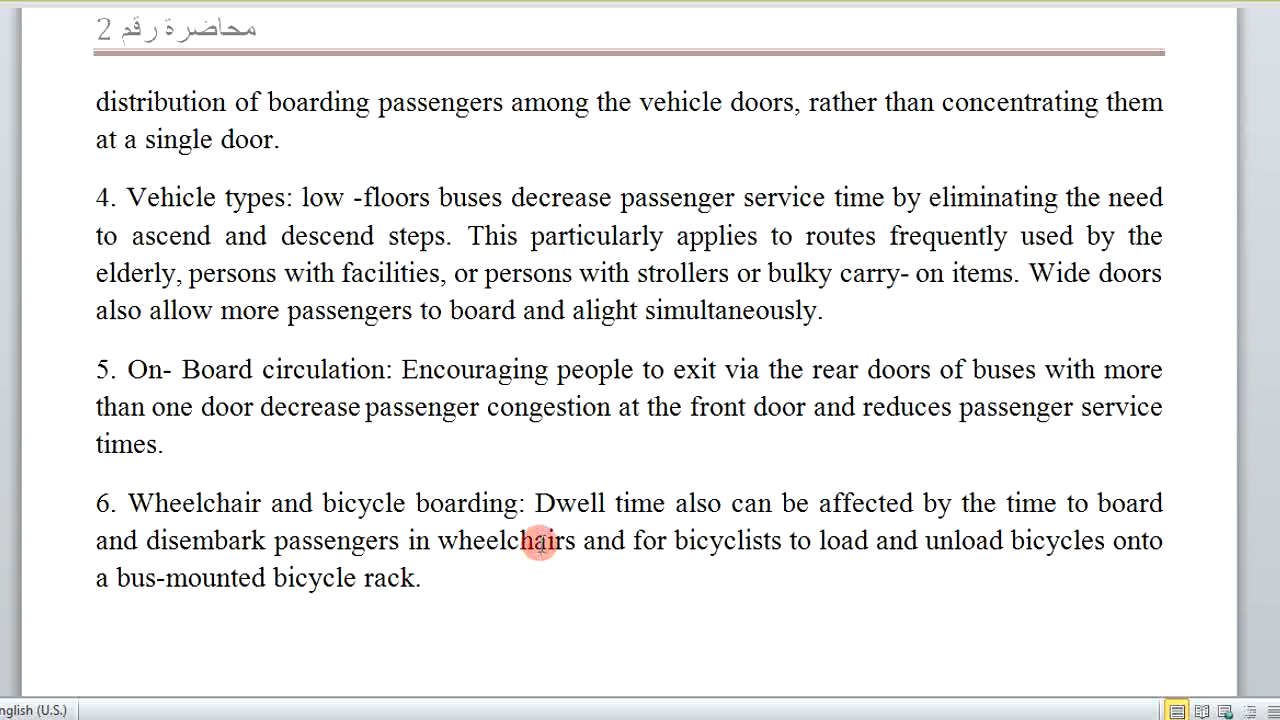 محاضرة رقم 2
distribution of boarding passengers among the vehicle doors, rather than concentrating them
at a single door.
4. Vehicle types: low -floors buses decrease passenger service time by eliminating the need
to ascend and descend steps. This particularly applies to routes frequently used by the
elderly, persons with facilities, or persons with strollers or bulky carry- on items. Wide doors
also allow more passengers to board and alight simultaneously.
5. On- Board circulation: Encouraging people to exit via the rear doors of buses with more
than one door decrease passenger congestion at the front door and reduces passenger service
times.
6. Wheelchair and bicycle boarding: Dwell time also can be affected by the time to board
and disembark passengers in wheelchairs and for bicyclists to load and unload bicycles onto
a bus-mounted bicycle rack.
nglish (U.S.)